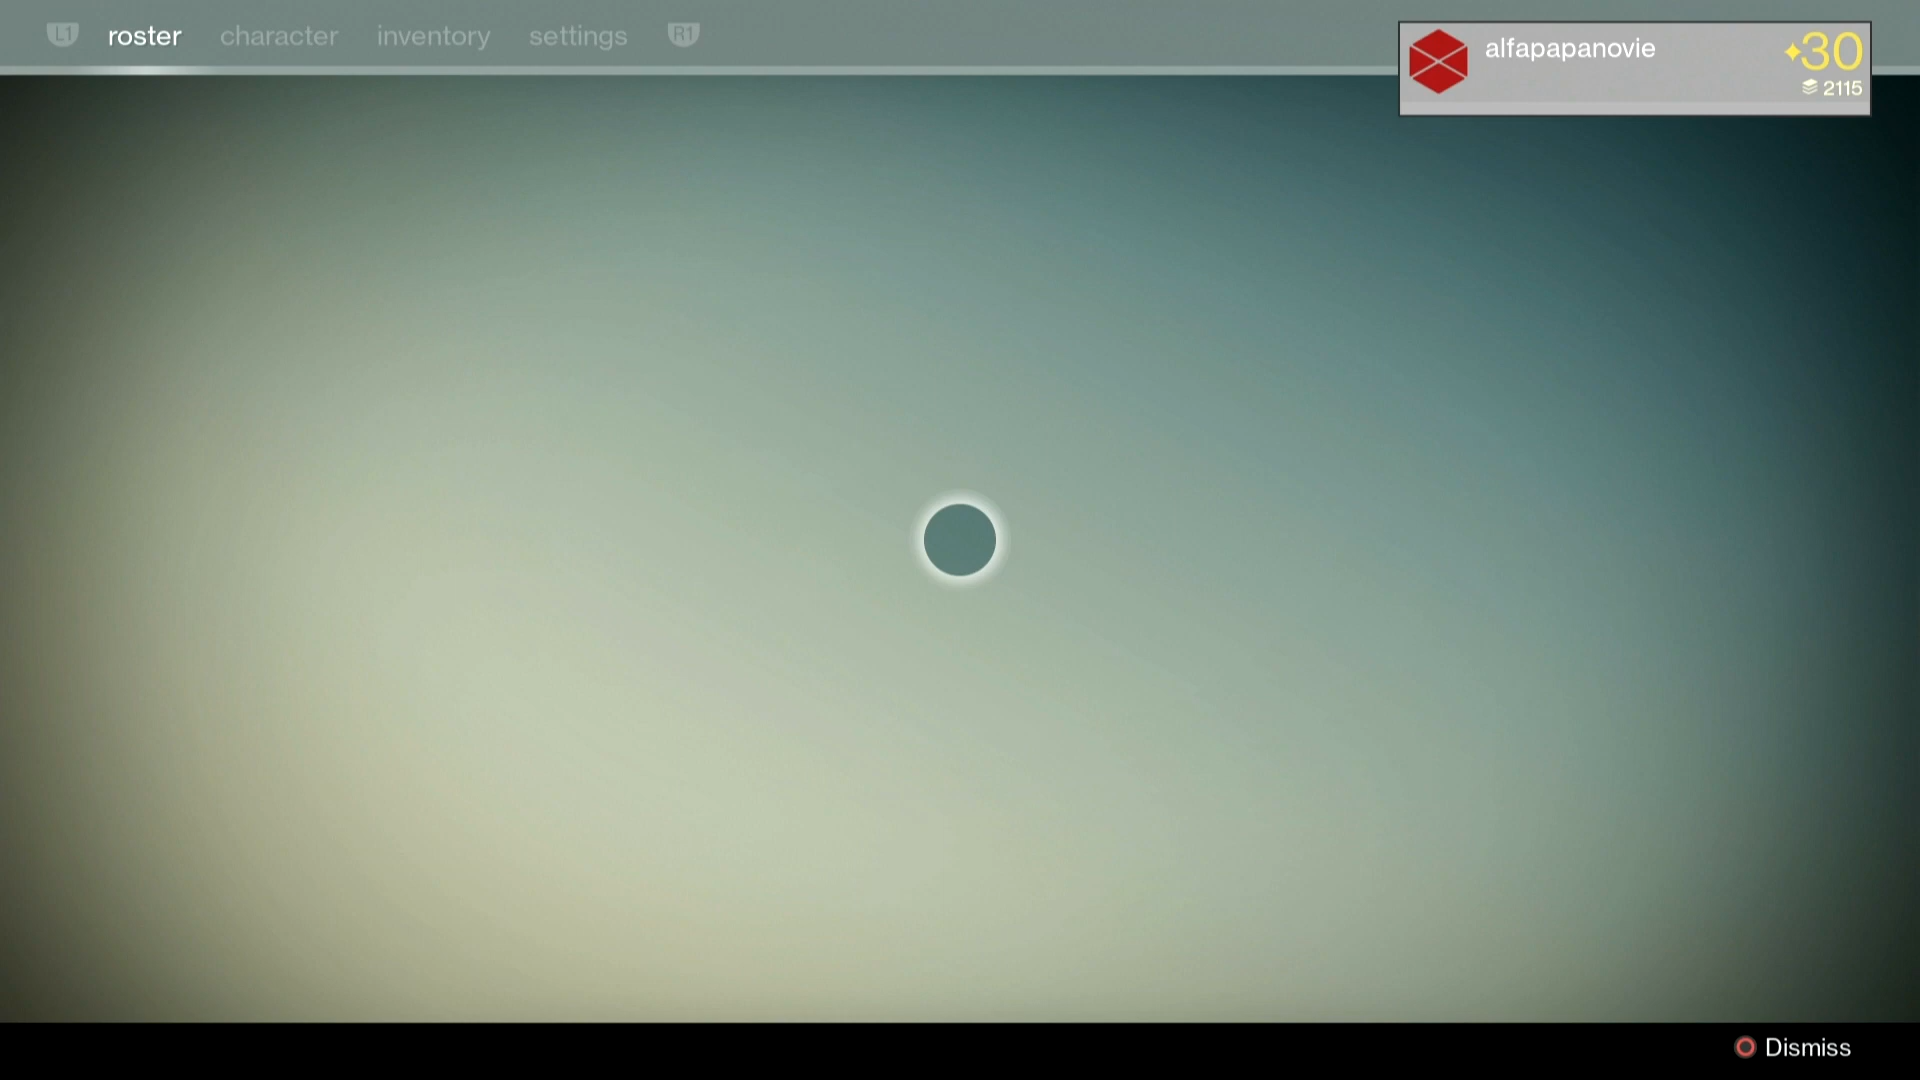 L1 roster character inventory settings R1
alfapapanovie
30
2115
Dismiss